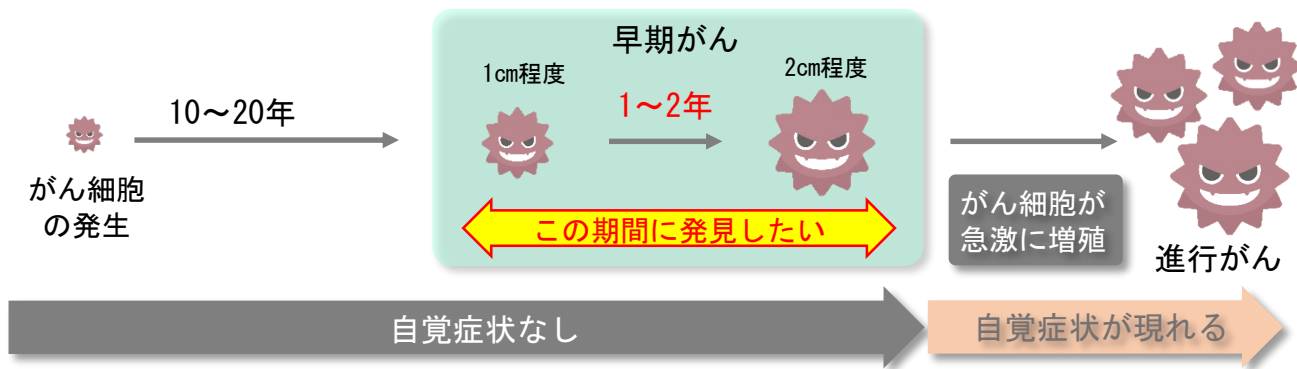 早期がん
1cm程度
2cm程度
10～20年
1～2年
がん細胞
の発生
この期間に発見したい
がん細胞が
急激に増殖
進行がん
自覚症状なし
自覚症状が現れる